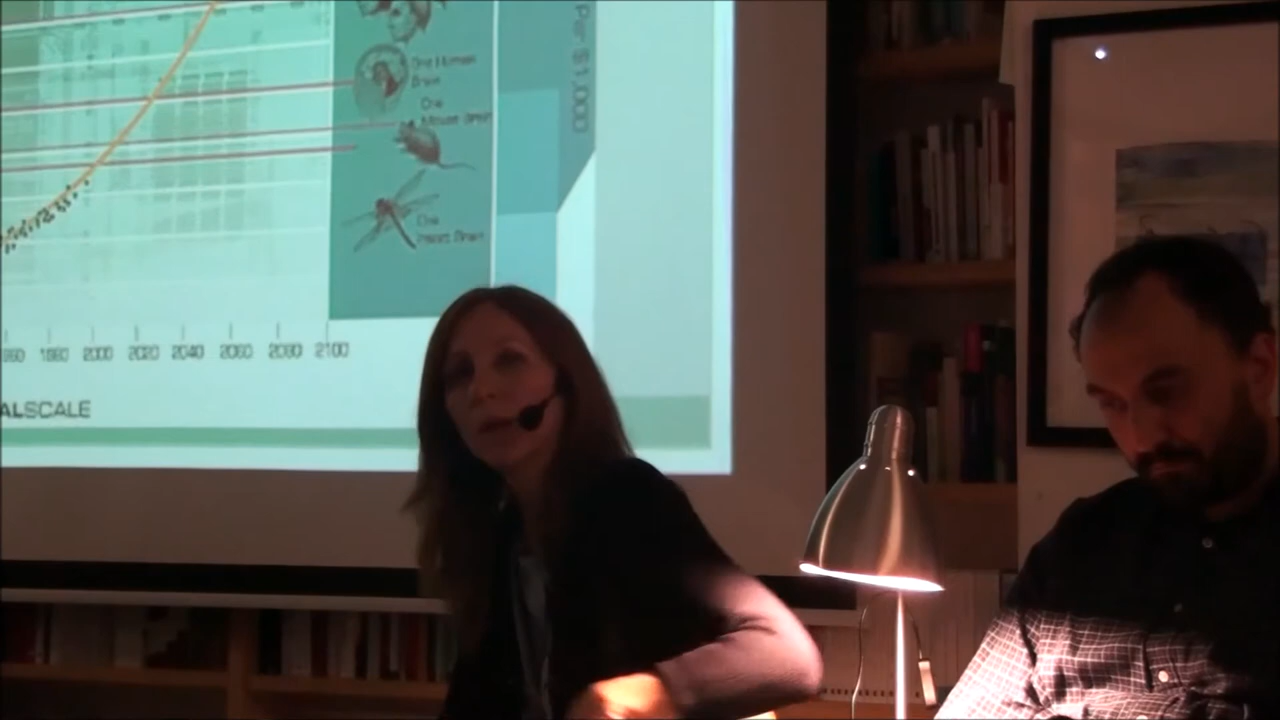 Per $1,000
One Human
Brain
One
Mouse Brain
One
Insect Brain
1980 2000 2020 2040 2060 2080 2100
ALSCALE